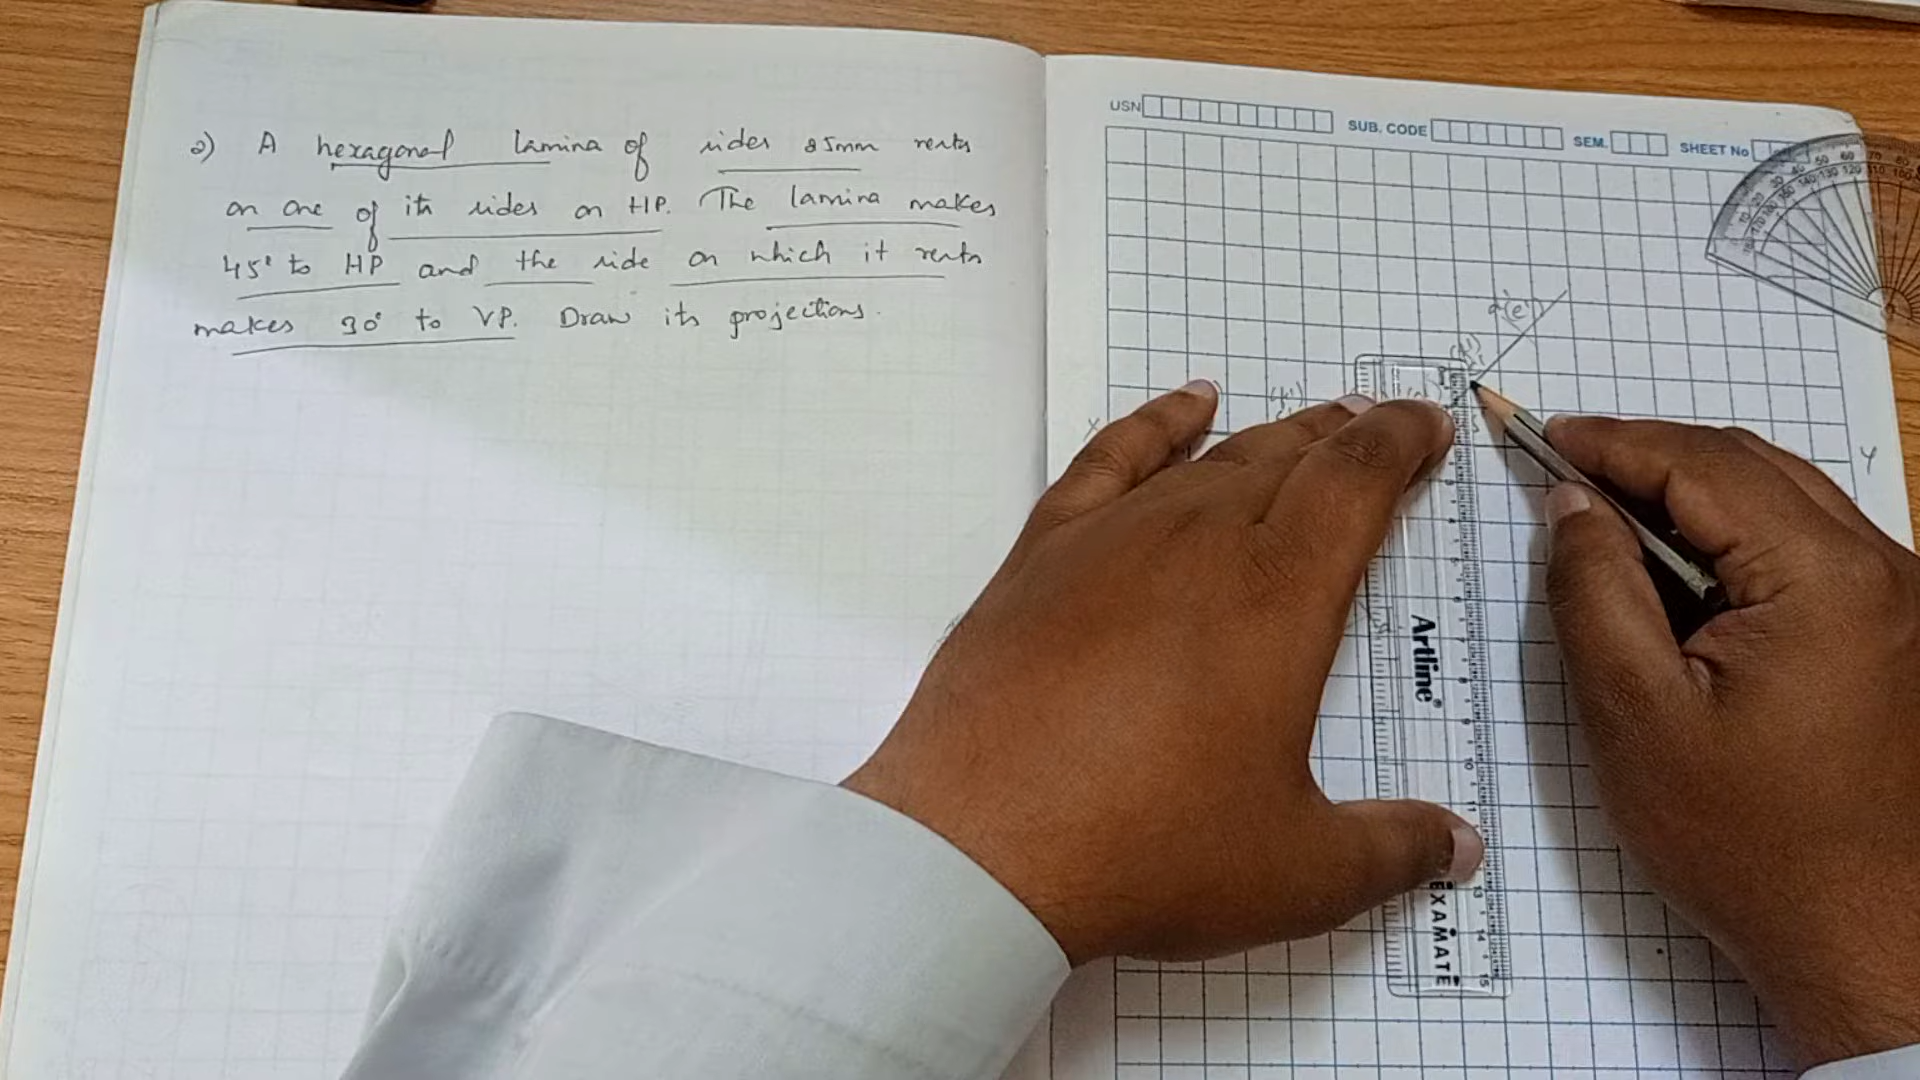 2) A hexagonal lamina of sides 25mm rests
on one of its sides on HP. The lamina makes
45° to HP and the side on which it rests
makes 30° to VP. Draw its projections.
USN
SUB. CODE
SEM.
SHEET No
X
Y
d'(e')
(f')
(f')
Artline®
EXAMATE